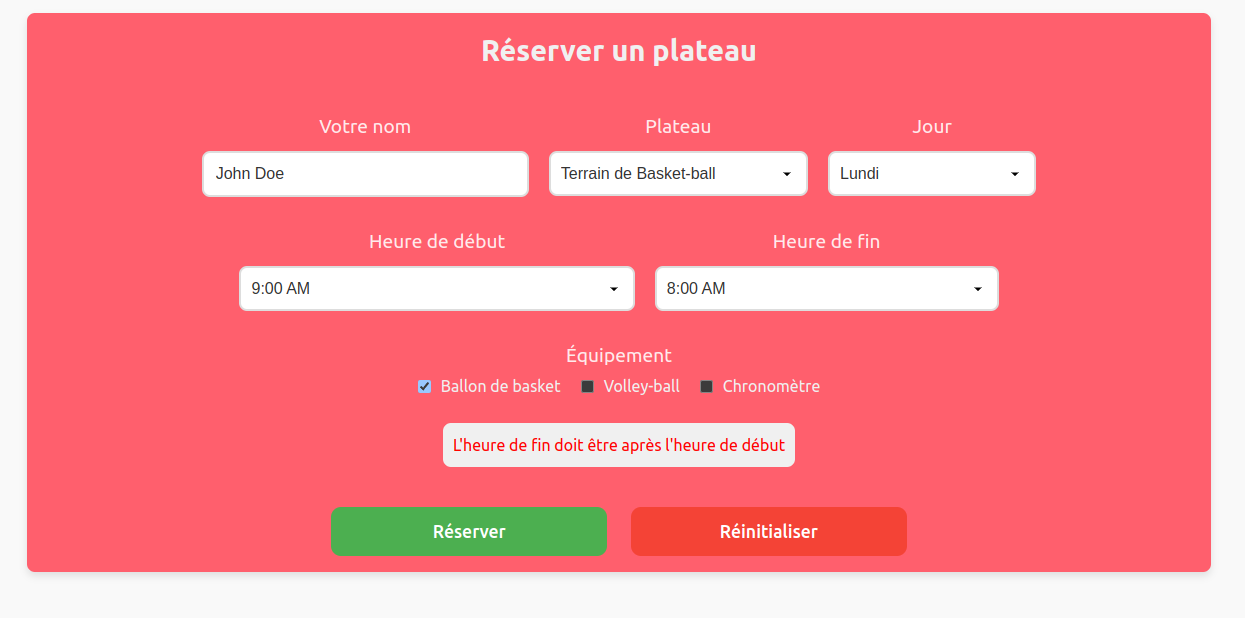 Réserver un plateau
Votre nom Plateau Jour
John Doe Terrain de Basket-ball Lundi
Heure de début Heure de fin
9:00 AM 8:00 AM
Équipement
Ballon de basket Volley-ball Chronomètre
L'heure de fin doit être après l'heure de début
Réserver Réinitialiser